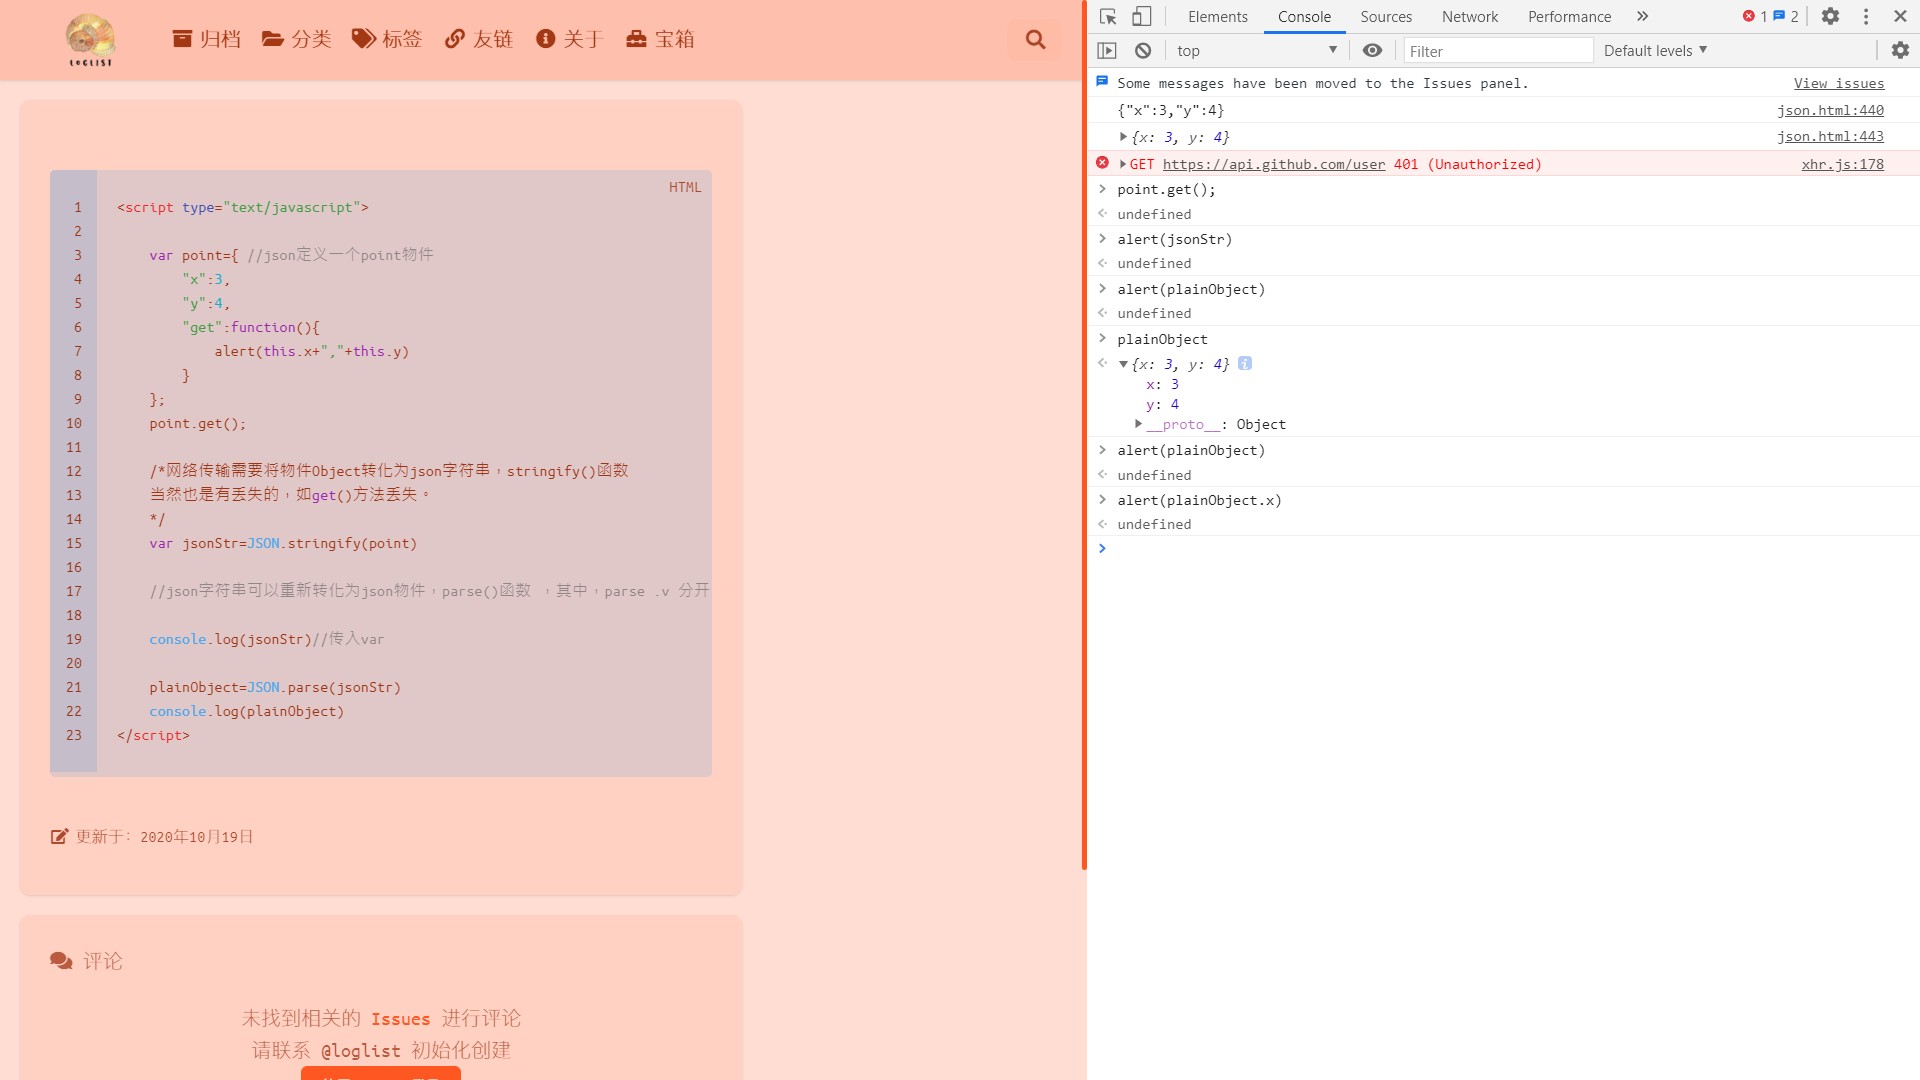 LOGLIST
归档 分类 标签 友链 关于 宝箱
HTML
1 <script type="text/javascript">
2
3 var point={ //json定义一个point物件
4 "x":3,
5 "y":4,
6 "get":function(){
7 alert(this.x+","+this.y)
8 }
9 };
10 point.get();
11
12 /*网络传输需要将物件Object转化为json字符串，stringify()函数
13 当然也是有丢失的，如get()方法丢失。
14 */
15 var jsonStr=JSON.stringify(point)
16
17 //json字符串可以重新转化为json物件，parse()函数 ，其中，parse .v 分开
18
19 console.log(jsonStr)//传入var
20
21 plainObject=JSON.parse(jsonStr)
22 console.log(plainObject)
23 </script>
更新于: 2020年10月19日
评论
未找到相关的 Issues 进行评论
请联系 @loglist 初始化创建
Elements Console Sources Network Performance 1 2
top Filter Default levels
Some messages have been moved to the Issues panel. View issues
{"x":3,"y":4} json.html:440
{x: 3, y: 4} json.html:443
GET https://api.github.com/user 401 (Unauthorized) xhr.js:178
point.get();
undefined
alert(jsonStr)
undefined
alert(plainObject)
undefined
plainObject
{x: 3, y: 4}
x: 3
y: 4
__proto__: Object
alert(plainObject)
undefined
alert(plainObject.x)
undefined